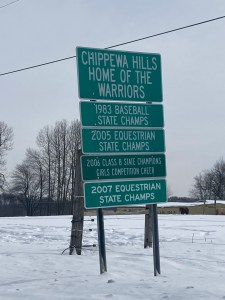 CHIPPEWA HILLS
HOME OF THE
WARRIORS
1983 BASEBALL
STATE CHAMPS
2005 EQUESTRIAN
STATE CHAMPS
2006 CLASS B STATE CHAMPIONS
GIRLS COMPETITION CHEER
2007 EQUESTRIAN
STATE CHAMPS